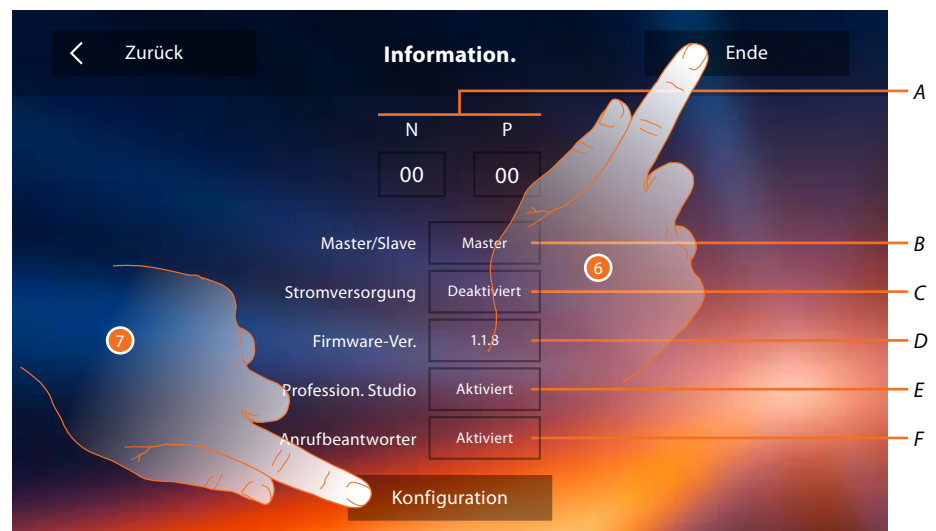 Zurück
Information.
Ende
A
N P
00 00
Master/Slave Master B
6
Stromversorgung Deaktiviert C
Firmware-Ver. 1.1.8 D
7
Profession. Studio Aktiviert E
Anrufbeantworter Aktiviert F
Konfiguration